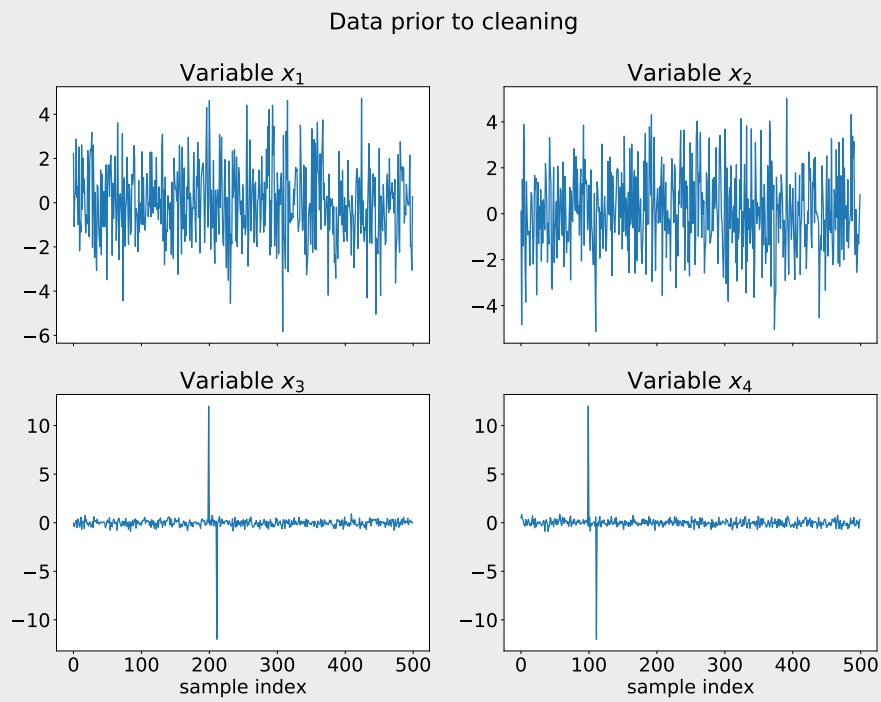 Data prior to cleaning
Variable x₁
Variable x₂
4
2
0
−2
−4
−6
4
2
0
−2
−4
Variable x₃
Variable x₄
10
5
0
−5
−10
0 100 200 300 400 500
sample index
10
5
0
−5
−10
0 100 200 300 400 500
sample index